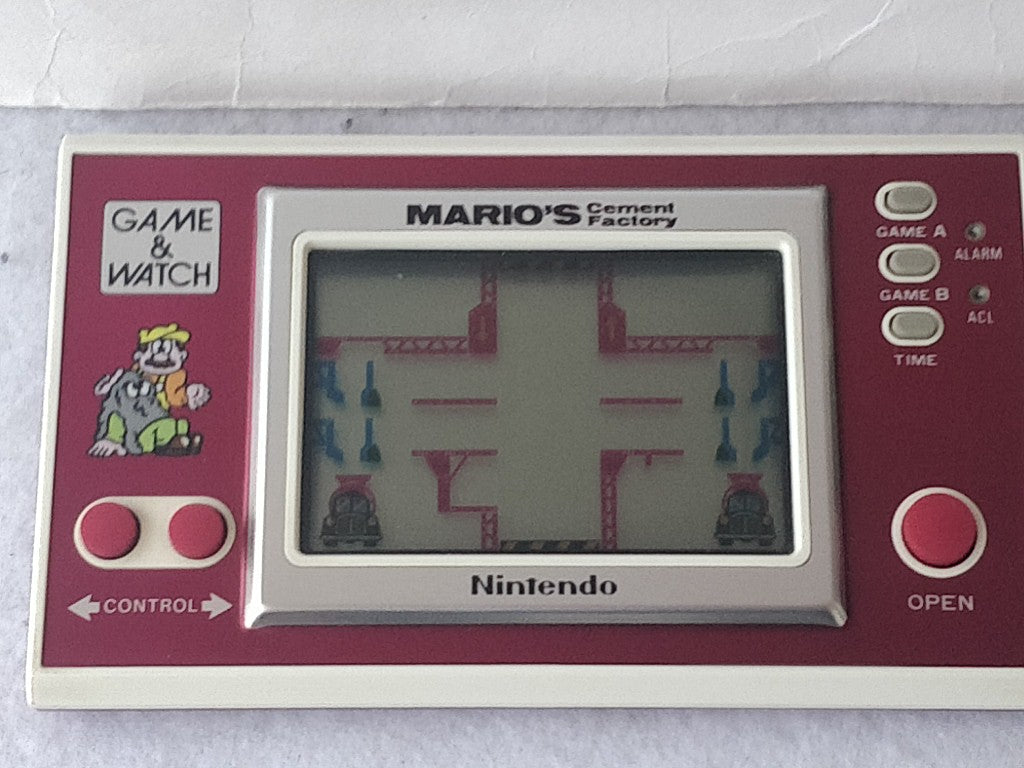 GAME
&
WATCH
MARIO'S Cement
Factory
GAME A
ALARM
GAME B
ACL
TIME
Nintendo
CONTROL
OPEN